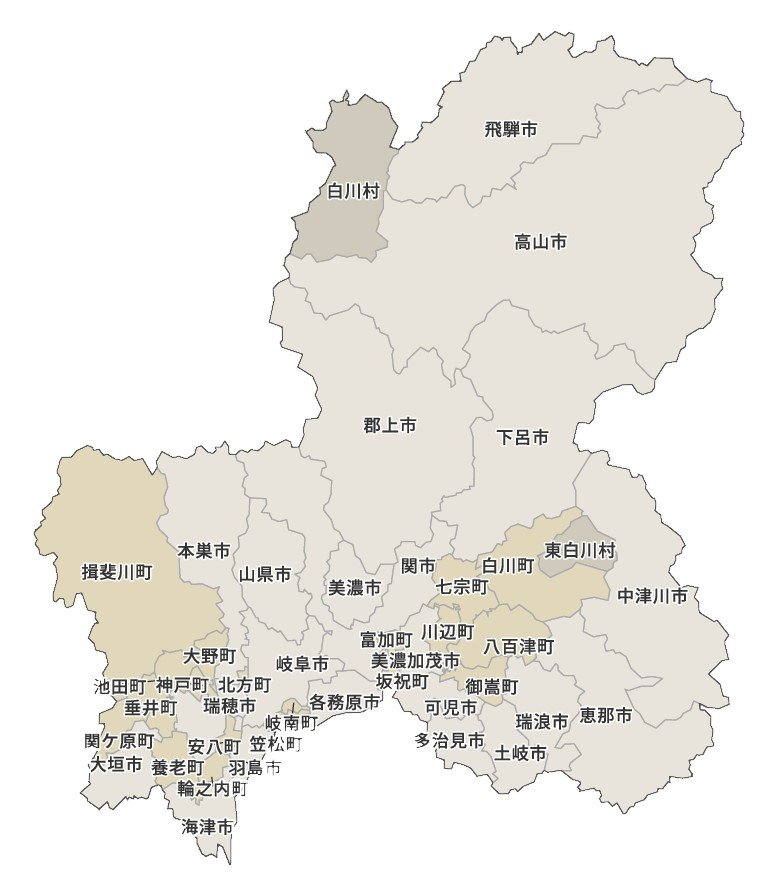 飛騨市
白川村
高山市
郡上市
下呂市
本巣市
東白川村
関市
白川町
揖斐川町
山県市
美濃市
七宗町
中津川市
川辺町
富加町
八百津町
大野町
岐阜市
美濃加茂市
坂祝町
池田町
神戸町
北方町
御嵩町
各務原市
瑞穂市
垂井町
可児市
恵那市
岐南町
瑞浪市
関ケ原町
安八町
笠松町
多治見市
土岐市
大垣市
養老町
羽島市
輪之内町
海津市